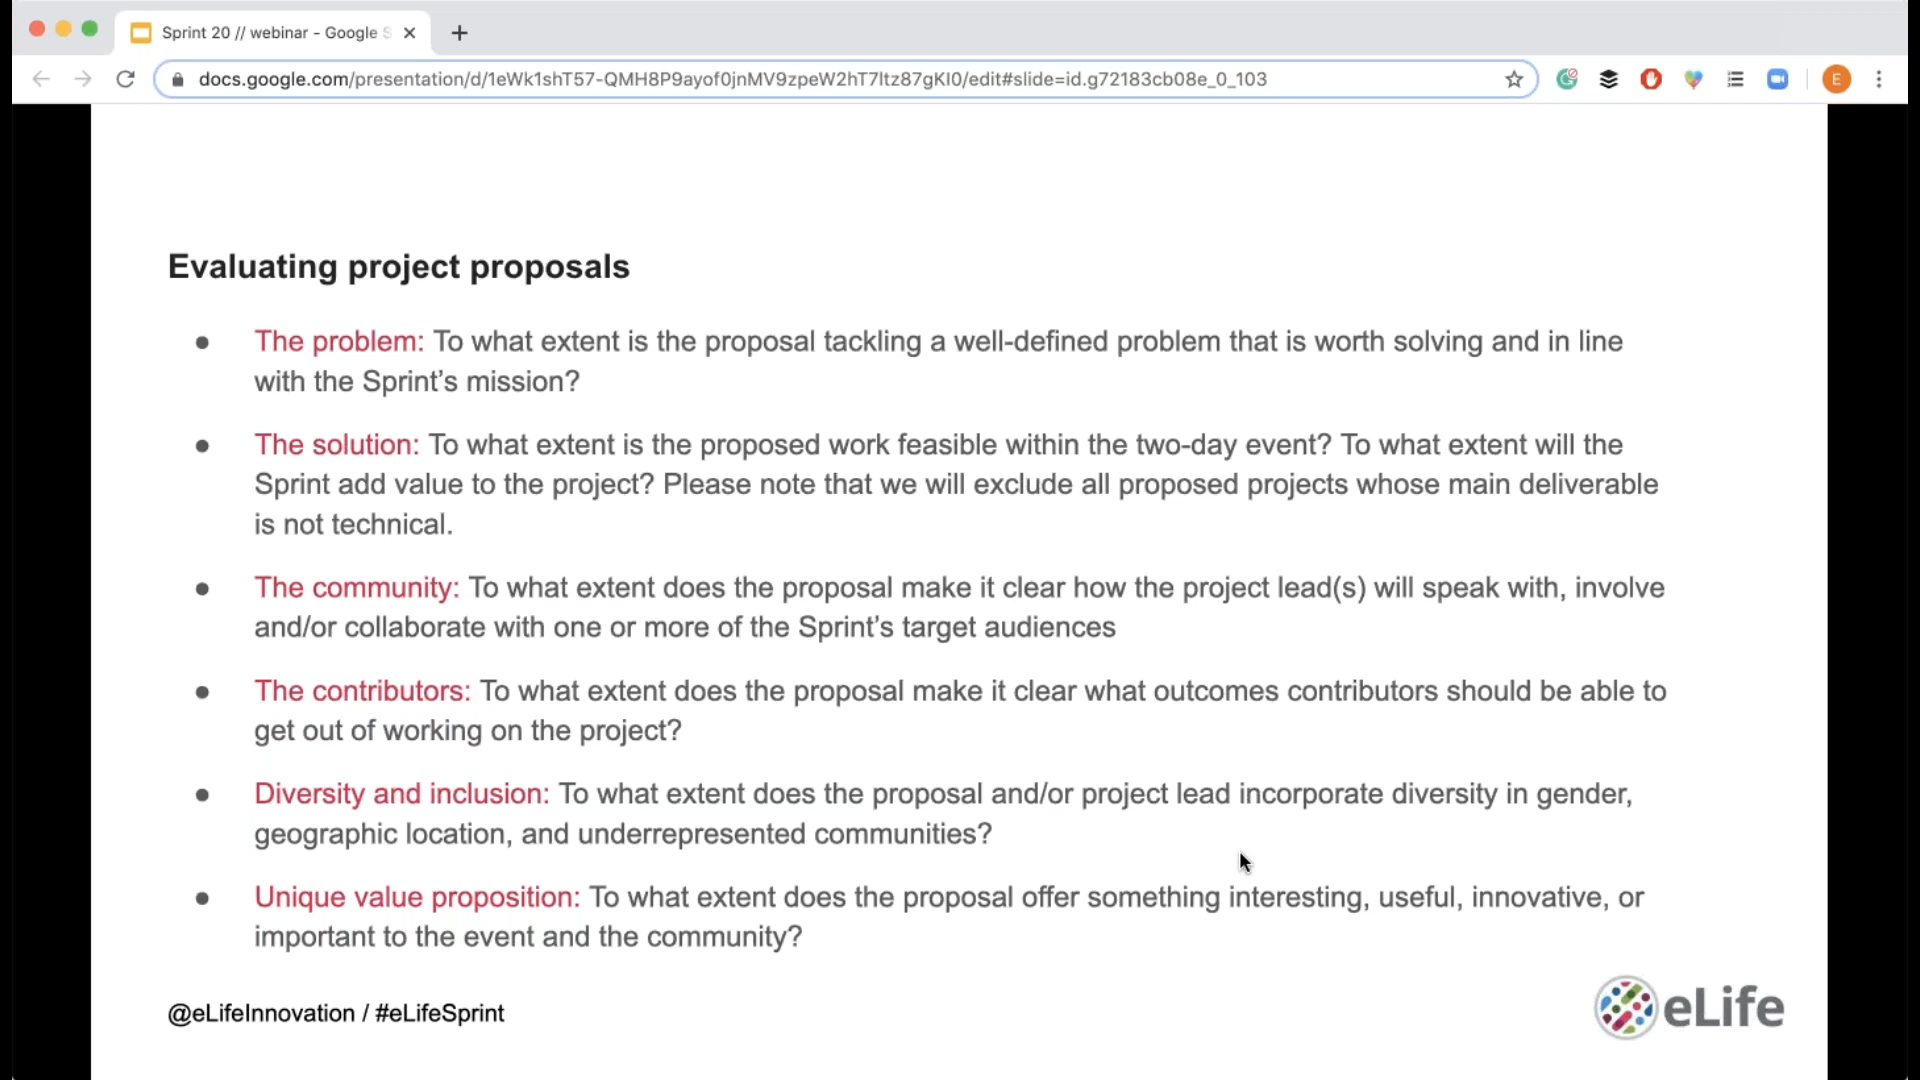 Sprint 20 // webinar - Google S
docs.google.com/presentation/d/1eWk1shT57-QMH8P9ayof0jnMV9zpeW2hT7ltz87gKI0/edit#slide=id.g72183cb08e_0_103
E
Evaluating project proposals
● The problem: To what extent is the proposal tackling a well-defined problem that is worth solving and in line
with the Sprint’s mission?
● The solution: To what extent is the proposed work feasible within the two-day event? To what extent will the
Sprint add value to the project? Please note that we will exclude all proposed projects whose main deliverable
is not technical.
● The community: To what extent does the proposal make it clear how the project lead(s) will speak with, involve
and/or collaborate with one or more of the Sprint’s target audiences
● The contributors: To what extent does the proposal make it clear what outcomes contributors should be able to
get out of working on the project?
● Diversity and inclusion: To what extent does the proposal and/or project lead incorporate diversity in gender,
geographic location, and underrepresented communities?
● Unique value proposition: To what extent does the proposal offer something interesting, useful, innovative, or
important to the event and the community?
@eLifeInnovation / #eLifeSprint
eLife